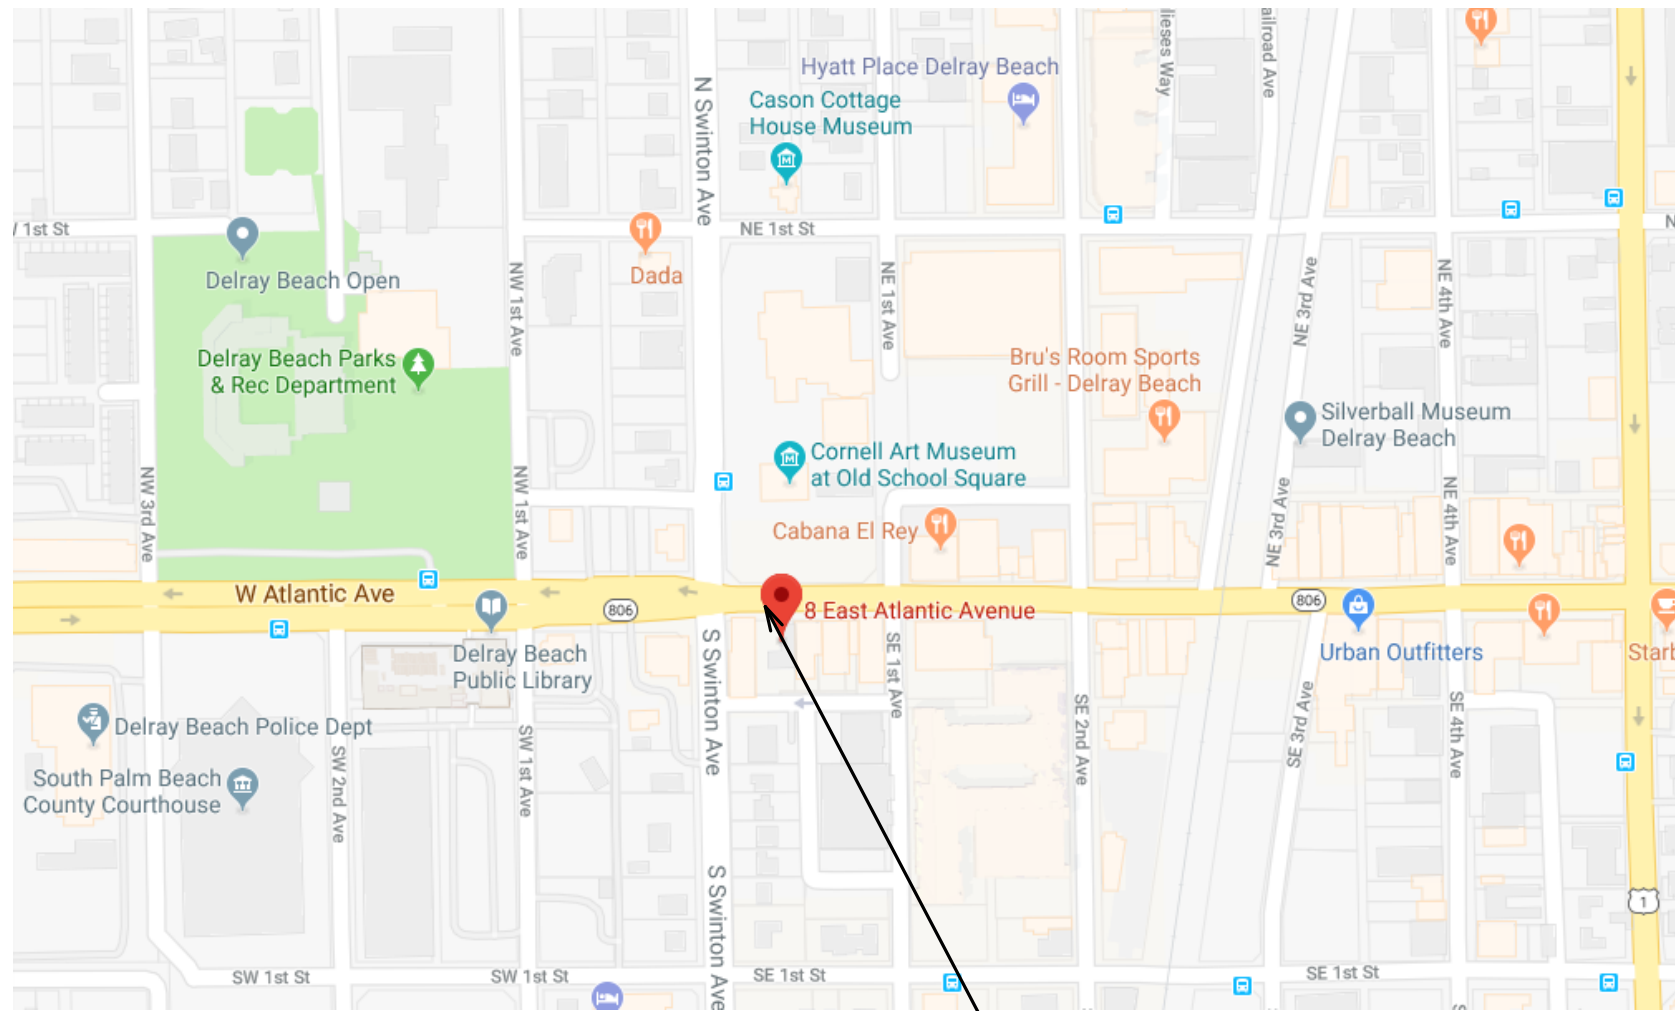 lieses Way
ailroad Ave
Hyatt Place Delray Beach
N Swinton Ave
Cason Cottage
House Museum
/ 1st St
NE 1st St
N
Delray Beach Open
Dada
NW 1st Ave
NE 1st Ave
NE 3rd Ave
NE 4th Ave
Delray Beach Parks
& Rec Department
Bru's Room Sports
Grill - Delray Beach
Silverball Museum
Delray Beach
Cornell Art Museum
at Old School Square
NW 3rd Ave
NW 1st Ave
Cabana El Rey
NE 3rd Ave
NE 4th Ave
W Atlantic Ave
806
8 East Atlantic Avenue
806
Delray Beach
Public Library
S Swinton Ave
SE 1st Ave
Urban Outfitters
Starb
Delray Beach Police Dept
South Palm Beach
County Courthouse
SW 2nd Ave
SW 1st Ave
SE 2nd Ave
SE 3rd Ave
SE 4th Ave
S Swinton Ave
1
SW 1st St
SW 1st St
SE 1st St
SE 1st St